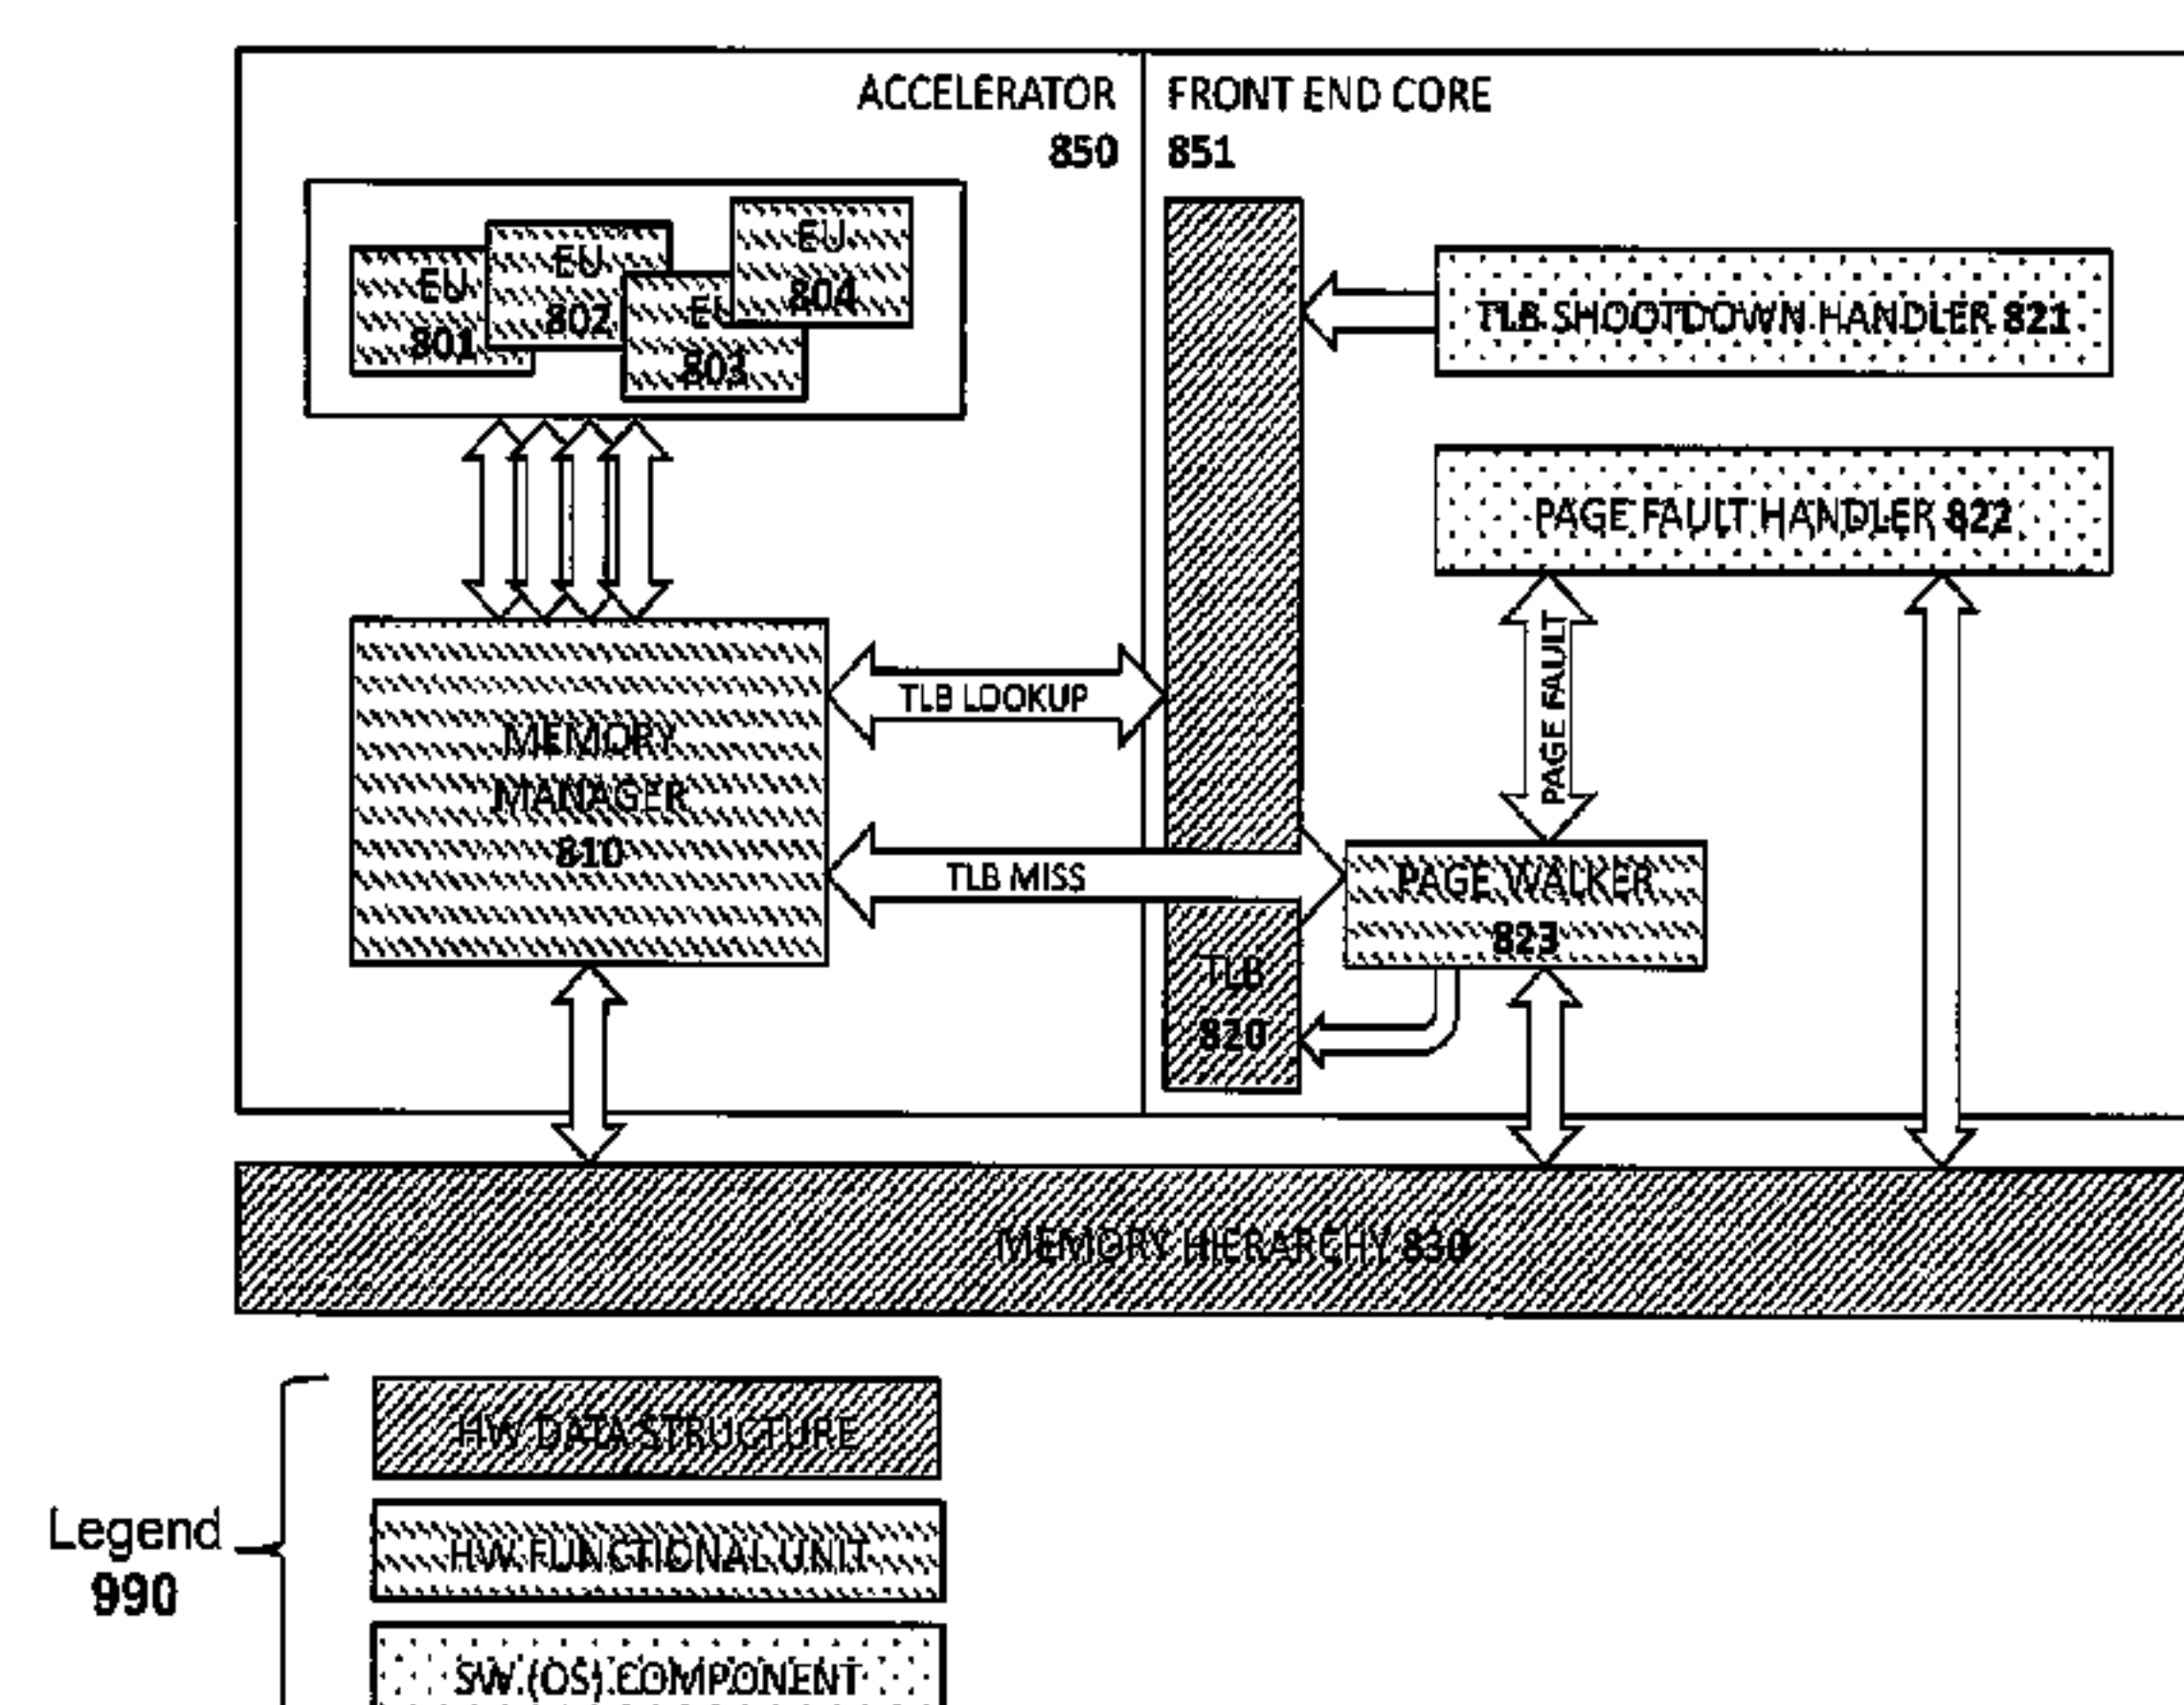 ACCELERATOR
850
FRONT END CORE
851
EU
801
EU
802
EU
803
EU
804
TLB SHOOTDOWN HANDLER 821
PAGE FAULT HANDLER 822
TLB LOOKUP
PAGE FAULT
MEMORY
MANAGER
810
TLB MISS
PAGE WALKER
823
TLB
820
MEMORY HIERARCHY 830
Legend
990
HW DATA STRUCTURE
HW FUNCTIONAL UNIT
SW (OS) COMPONENT